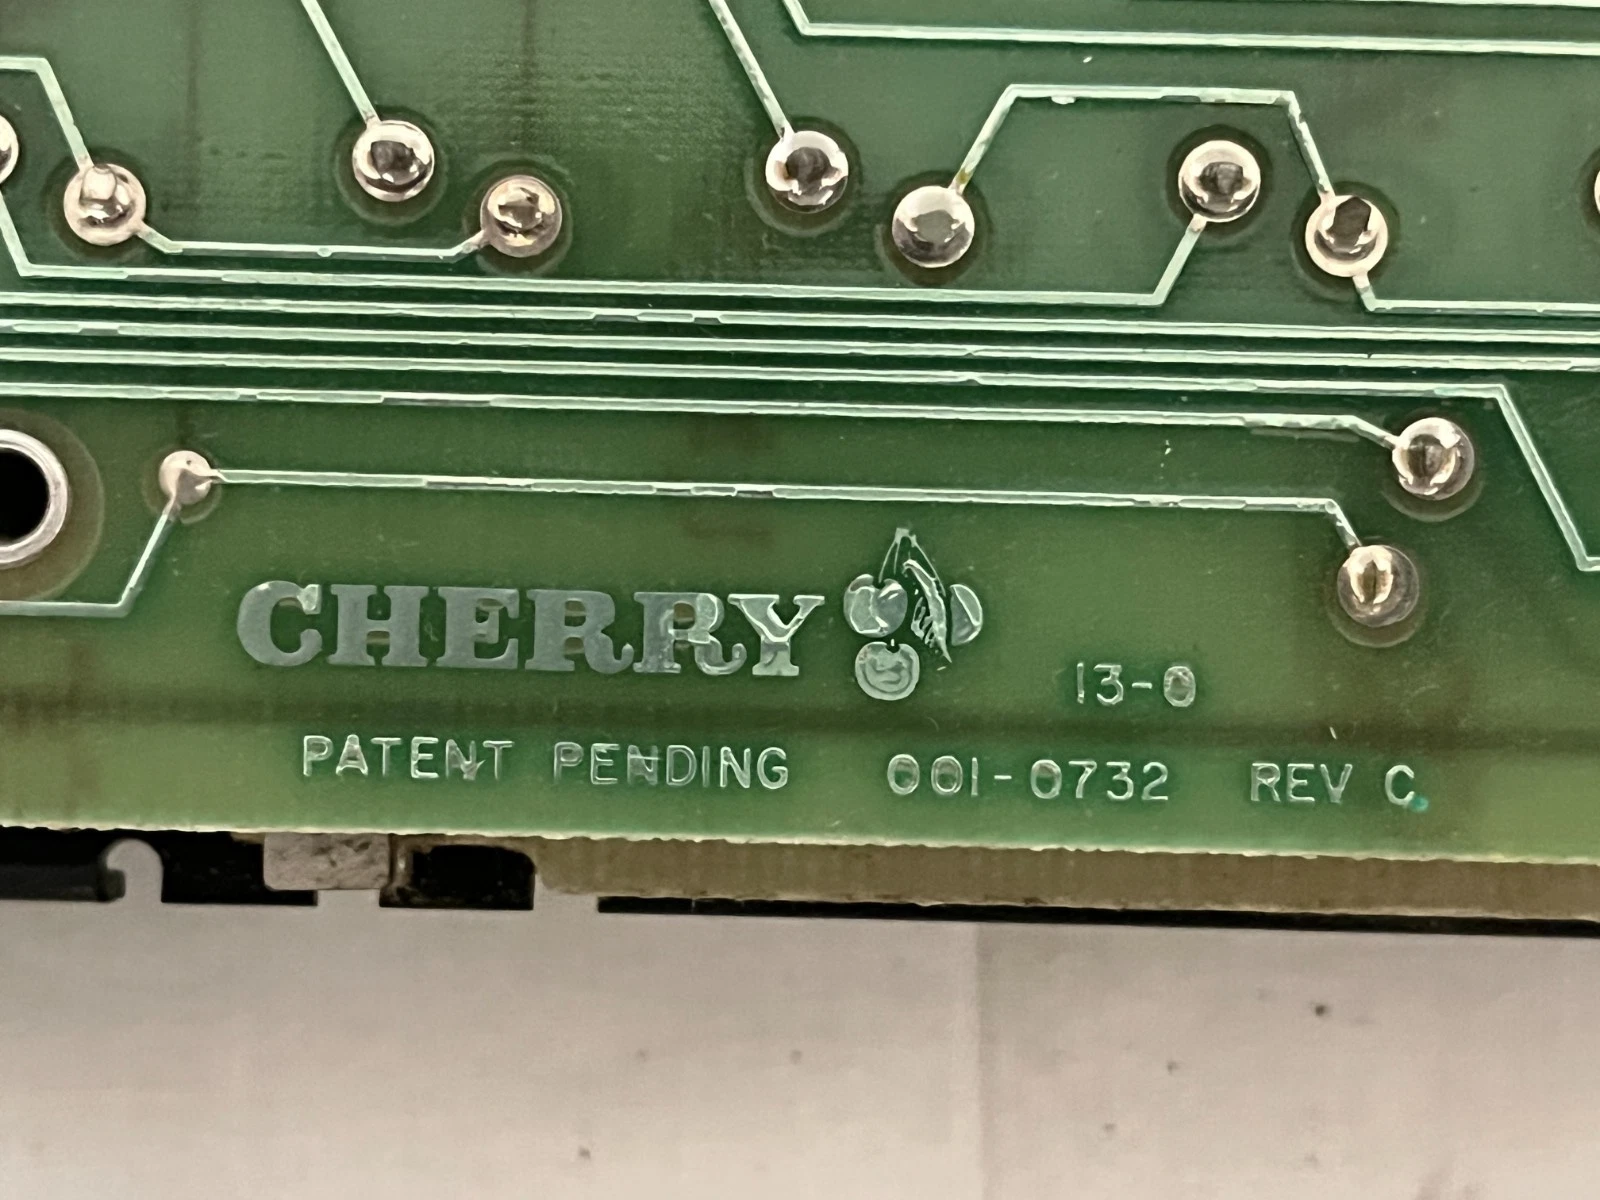 CHERRY
13-0
PATENT PENDING 001-0732 REV C